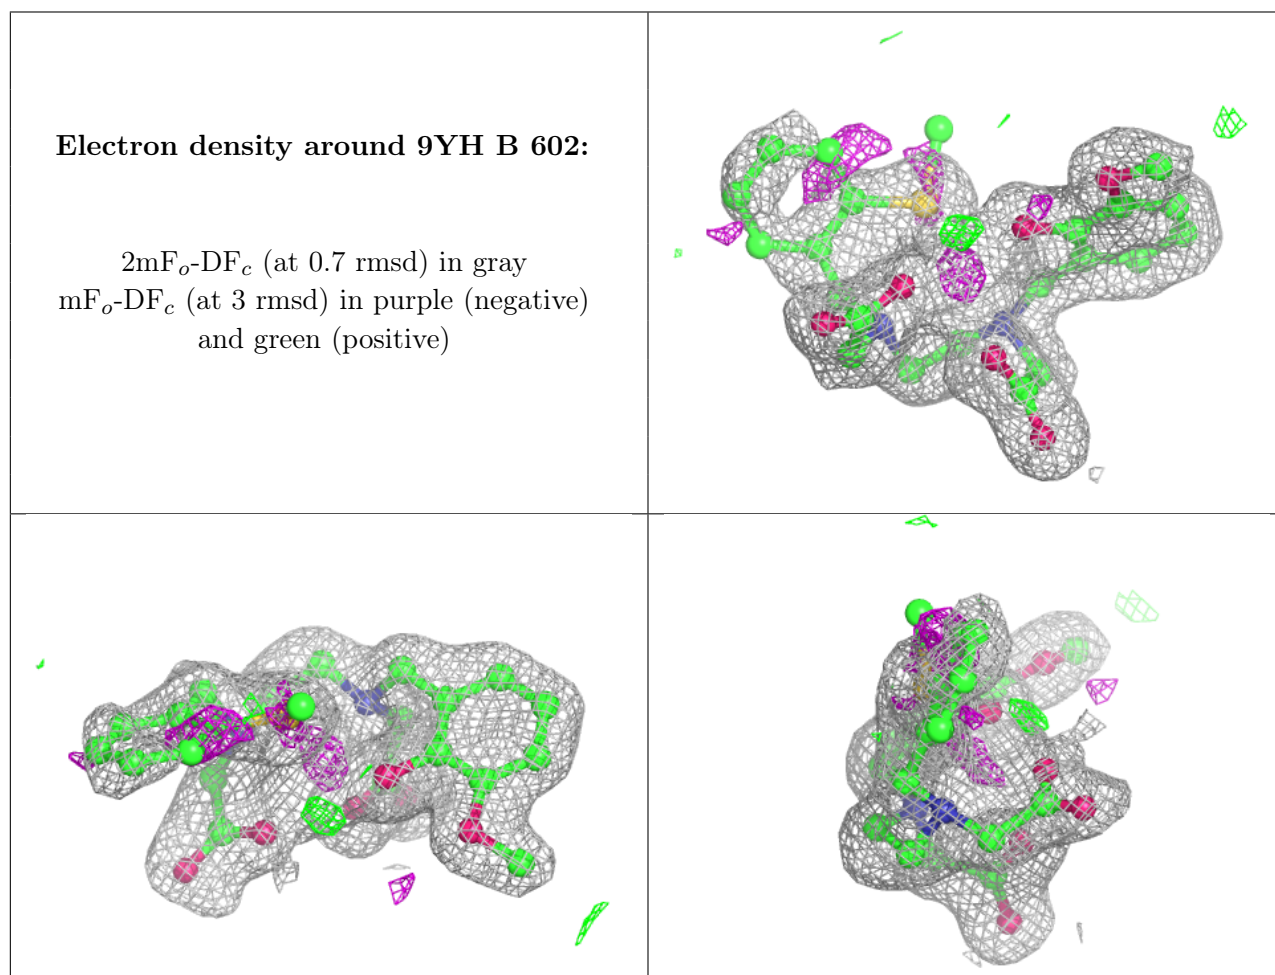 Electron density around 9YH B 602:
2mFo-DFc (at 0.7 rmsd) in gray
mFo-DFc (at 3 rmsd) in purple (negative)
and green (positive)